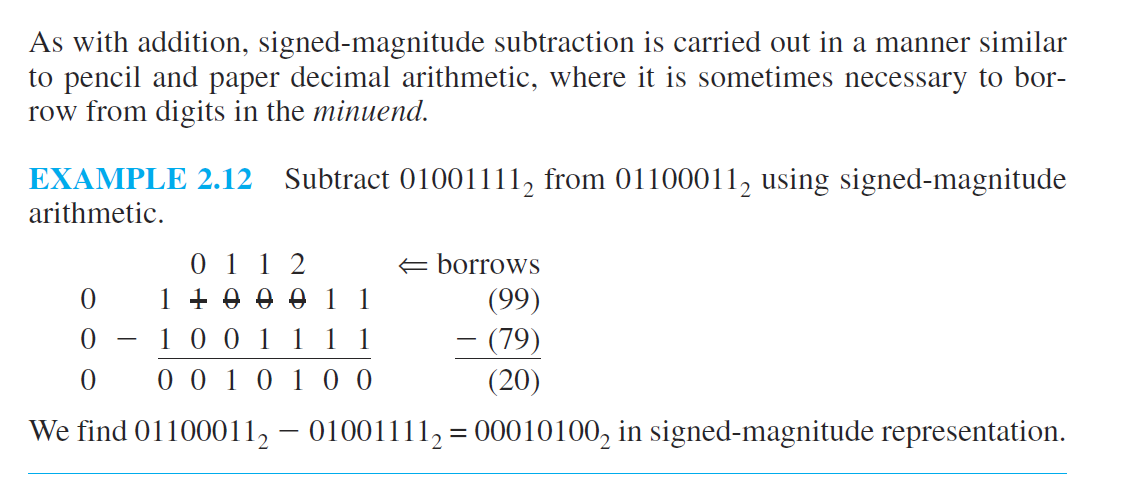 As with addition, signed-magnitude subtraction is carried out in a manner similar
to pencil and paper decimal arithmetic, where it is sometimes necessary to bor-
row from digits in the minuend.
EXAMPLE 2.12 Subtract 01001111₂ from 01100011₂ using signed-magnitude
arithmetic.
0 1 1 2 ⇐ borrows
0 1 1̶ 0̶ 0̶ 0̶ 1 1 (99)
0 − 1 0 0 1 1 1 1 − (79)
0 0 0 1 0 1 0 0 (20)
We find 01100011₂ − 01001111₂ = 00010100₂ in signed-magnitude representation.